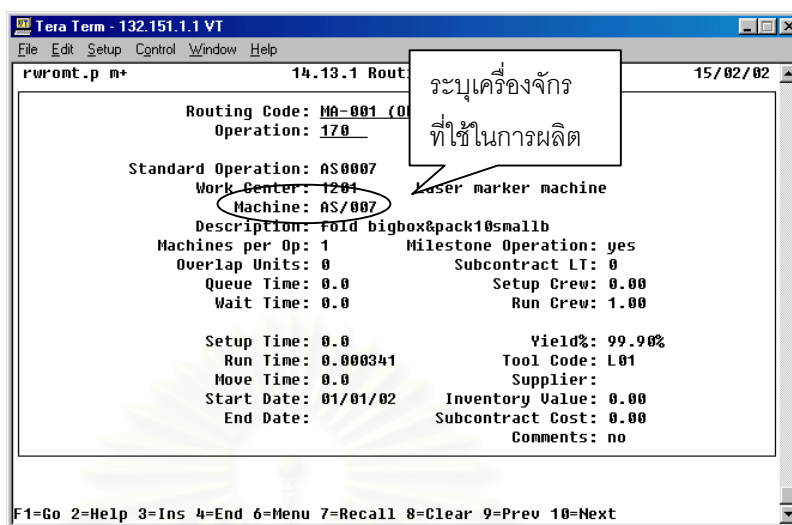 Tera Term - 132.151.1.1 VT
File Edit Setup Control Window Help
rwromt.p m+ 14.13.1 Routi 15/02/02
ระบุเครื่องจักร
ที่ใช้ในการผลิต
Routing Code: MA-001
Operation: 170
Standard Operation: AS0007
Work Center: 1201 Laser marker machine
Machine: AS/007
Description: fold bigbox&pack10smallb
Machines per Op: 1 Milestone Operation: yes
Overlap Units: 0 Subcontract LT: 0
Queue Time: 0.0 Setup Crew: 0.00
Wait Time: 0.0 Run Crew: 1.00
Setup Time: 0.0 Yield%: 99.90%
Run Time: 0.000341 Tool Code: L01
Move Time: 0.0 Supplier:
Start Date: 01/01/02 Inventory Value: 0.00
End Date: Subcontract Cost: 0.00
Comments: no
F1=Go 2=Help 3=Ins 4=End 6=Menu 7=Recall 8=Clear 9=Prev 10=Next